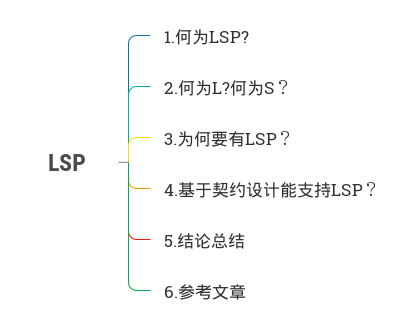 LSP
1.何为LSP?
2.何为L?何为S？
3.为何要有LSP？
4.基于契约设计能支持LSP？
5.结论总结
6.参考文章